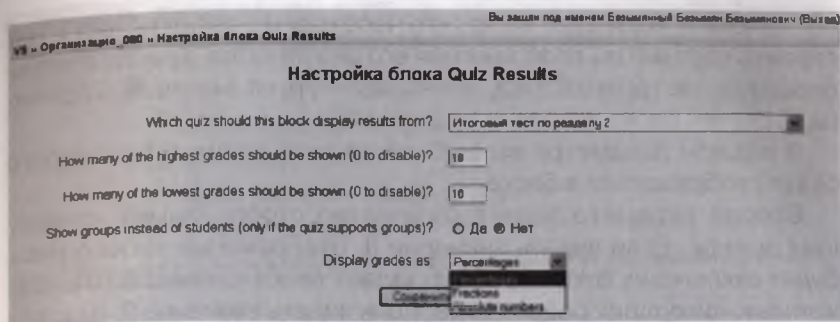 Вы зашли под именем Безымянный Безымян Безымянович (Выход)
» Организация_ » Настройка блока Quiz Results
Настройка блока Quiz Results
Which quiz should this block display results from? Итоговый тест по разделу 2
How many of the highest grades should be shown (0 to disable)? 10
How many of the lowest grades should be shown (0 to disable)? 10
Show groups instead of students (only if the quiz supports groups)? Да Нет
Display grades as: Percentages
Fractions
Absolute numbers